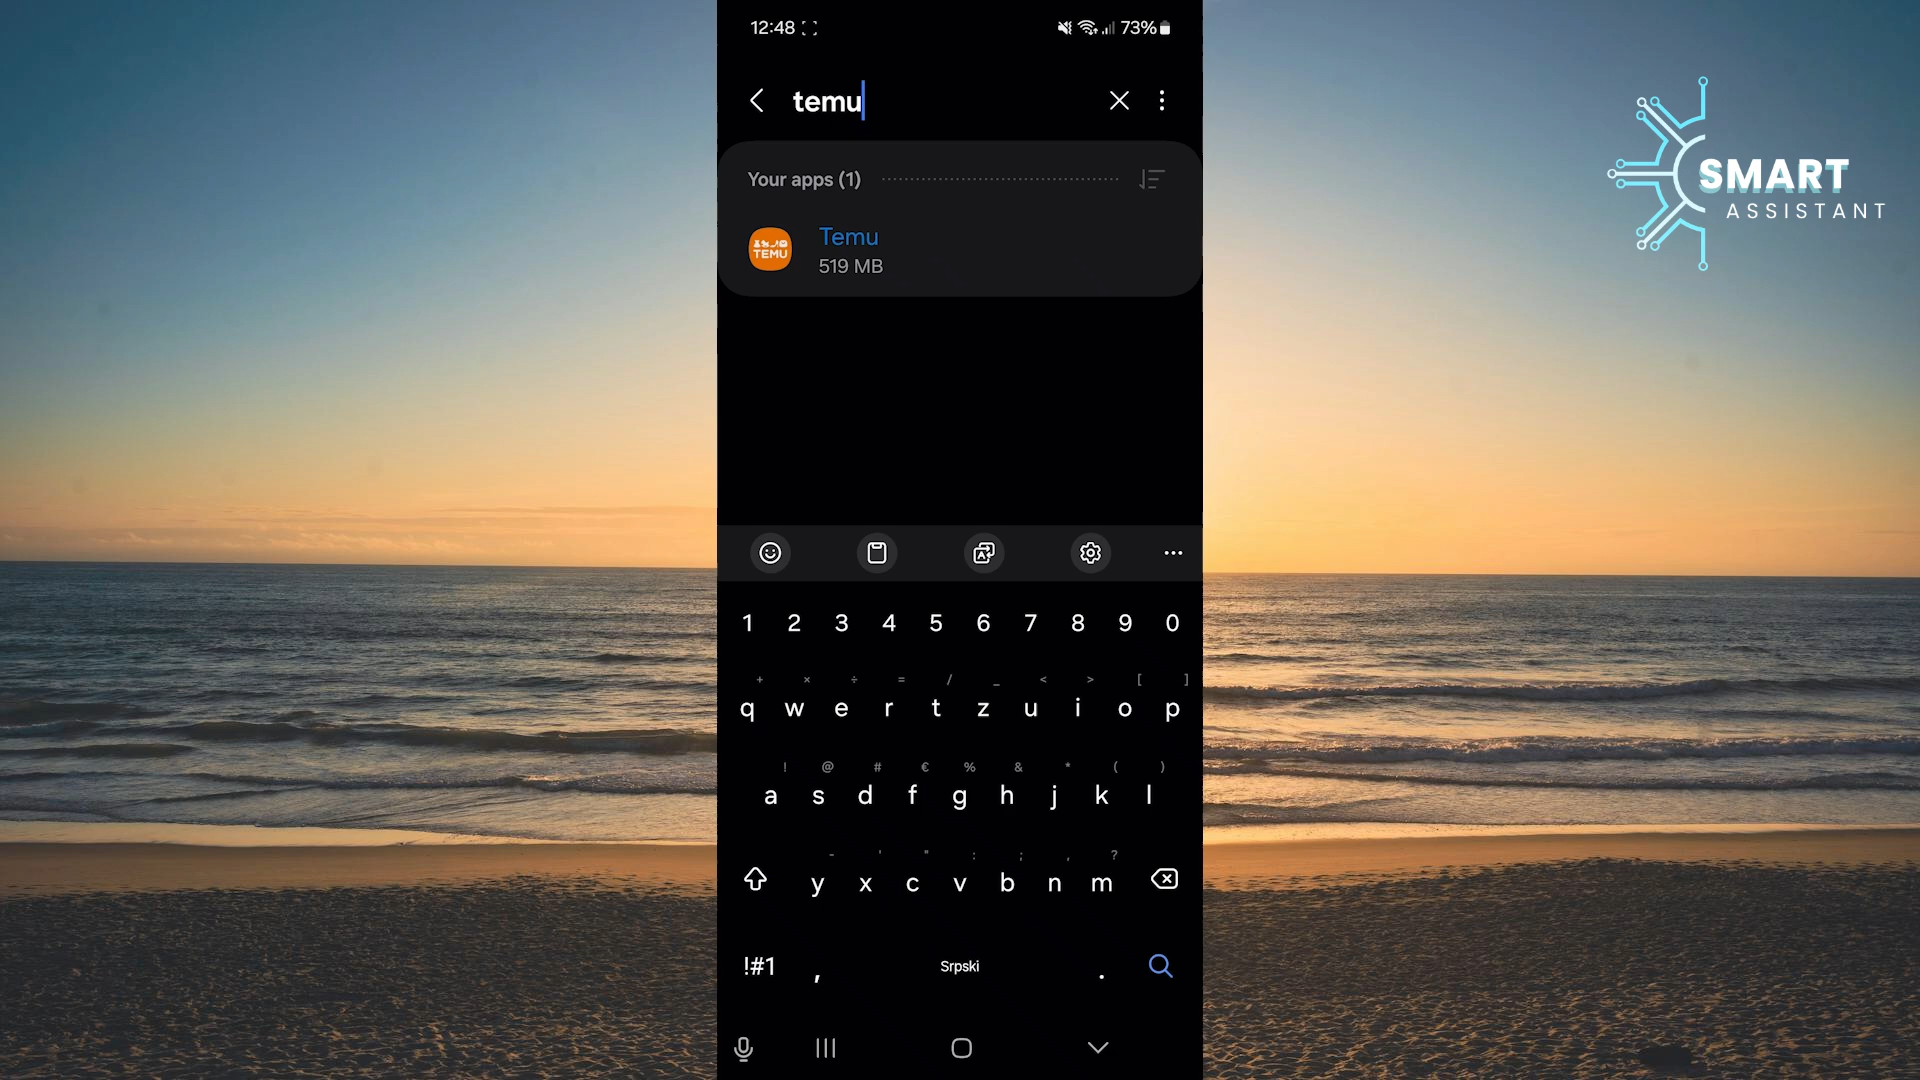 12:48
73%
temu
Your apps (1)
Temu
519 MB
TEMU
SMART
ASSISTANT
1 2 3 4 5 6 7 8 9 0
+ × ÷ = / _ < > [ ]
q w e r t z u i o p
! @ # € % & * ( )
a s d f g h j k l
- ' " : ; , ?
y x c v b n m
!#1 , Srpski .